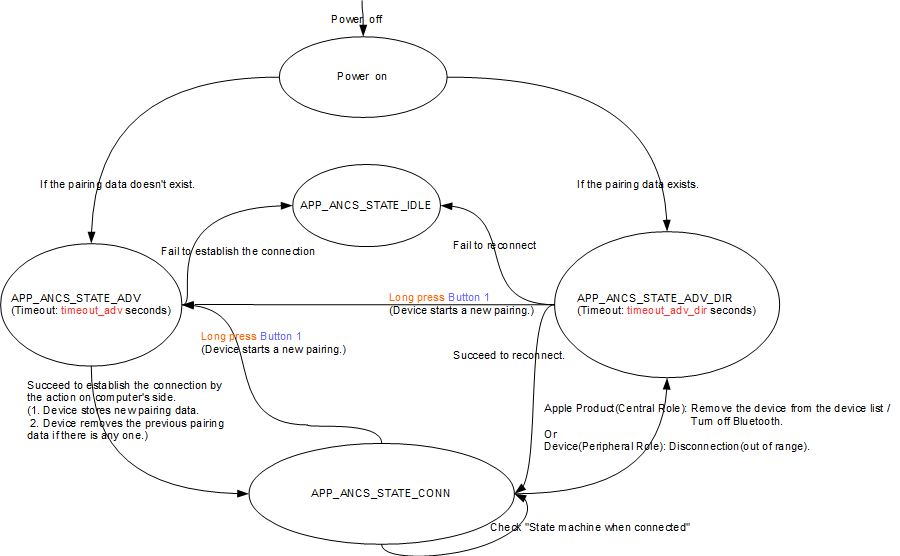 Power off
Power on
If the pairing data doesn't exist.
If the pairing data exists.
APP_ANCS_STATE_IDLE
Fail to establish the connection
Fail to reconnect
APP_ANCS_STATE_ADV
(Timeout: timeout_adv seconds)
Long press Button 1
(Device starts a new pairing.)
APP_ANCS_STATE_ADV_DIR
(Timeout: timeout_adv_dir seconds)
Long press Button 1
(Device starts a new pairing.)
Succeed to reconnect.
Succeed to establish the connection by
the action on computer's side.
(1. Device stores new pairing data.
2. Device removes the previous pairing
data if there is any one.)
Apple Product(Central Role): Remove the device from the device list /
Turn off Bluetooth.
Or
Device(Peripheral Role): Disconnection(out of range).
APP_ANCS_STATE_CONN
Check "State machine when connected"